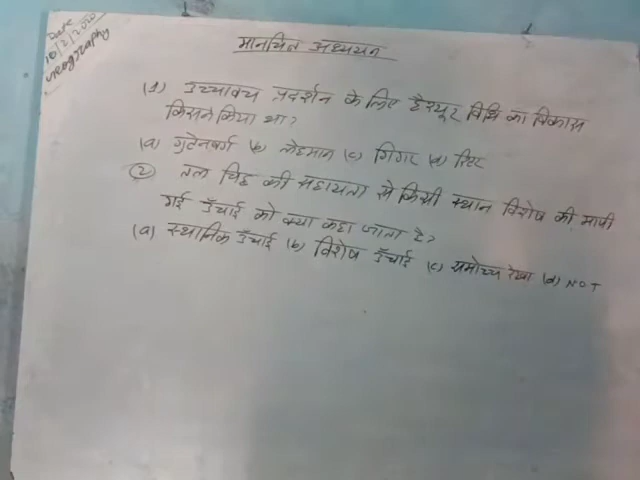 Date
10/2/2020
Geography
मानचित्र अध्ययन
(1) उच्चावच प्रदर्शन के लिए हैश्यूर विधि का विकास
किसने किया था?
(a) गुटेनबर्ग (b) लेहमान (c) गिगर (d) रिटर
(2) तल चिह्न की सहायता से किसी स्थान विशेष की मापी
गई ऊँचाई को क्या कहा जाता है?
(a) स्थानिक ऊँचाई (b) विशेष ऊँचाई (c) समोच्च रेखा (d) NOT